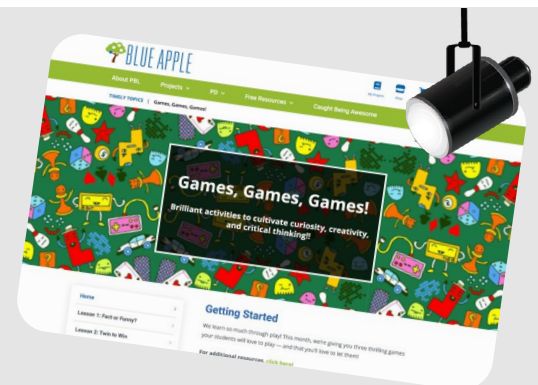 BLUE APPLE
About PBL Projects PD Free Resources Caught Being Awesome
TIMELY TOPICS | Games, Games, Games!
Games, Games, Games!
Brilliant activities to cultivate curiosity, creativity,
and critical thinking!!
Home
Lesson 1: Fact or Funny?
Lesson 2: Twin to Win
Getting Started
We learn so much through play! This month, we're giving you three thrilling games
your students will love to play — and that you'll love to let them!
For additional resources, click here!